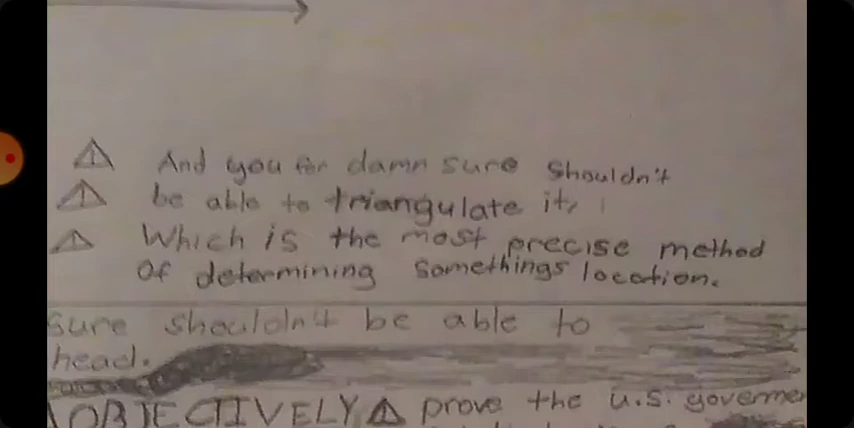 ⚠ And you for damn sure shouldn't
⚠ be able to triangulate it,
⚠ Which is the most precise method
of determining somethings location.
sure shouldn't be able to
head.
OBJECTIVELY ⚠ prove the u.s. governme